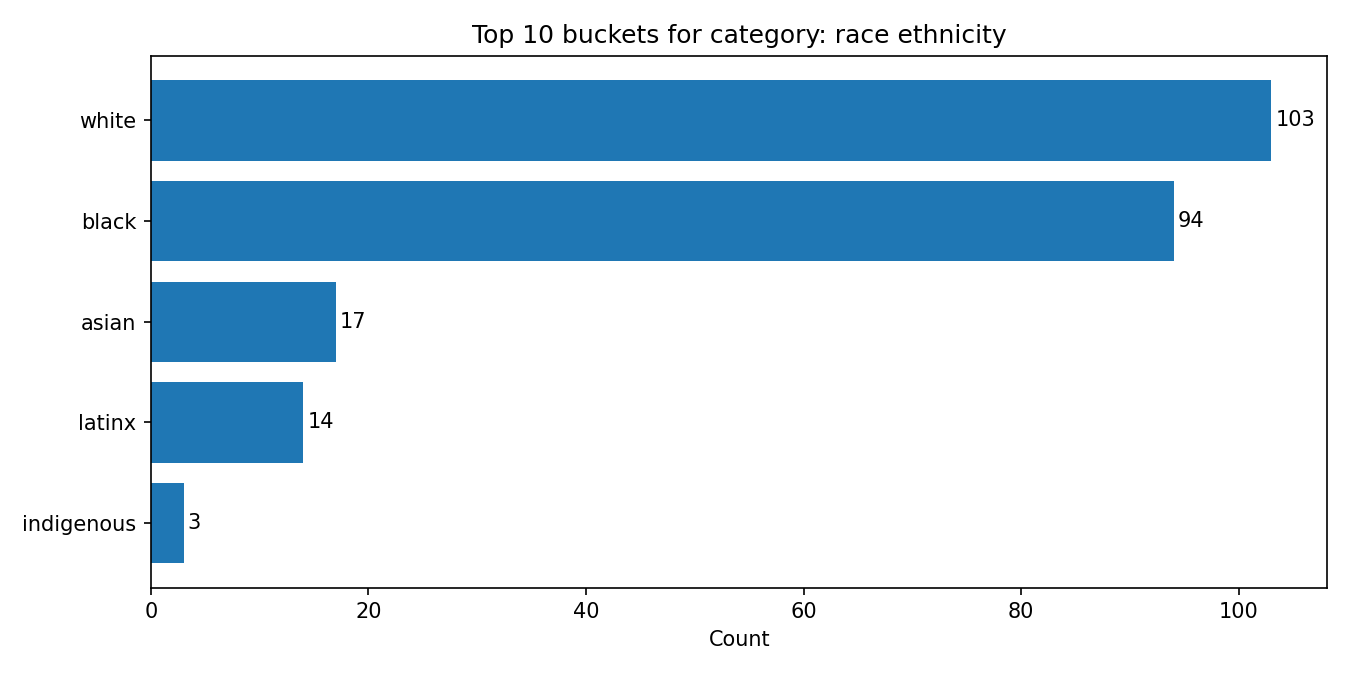 Top 10 buckets for category: race ethnicity
white 103
black 94
asian 17
latinx 14
indigenous 3
0 20 40 60 80 100
Count